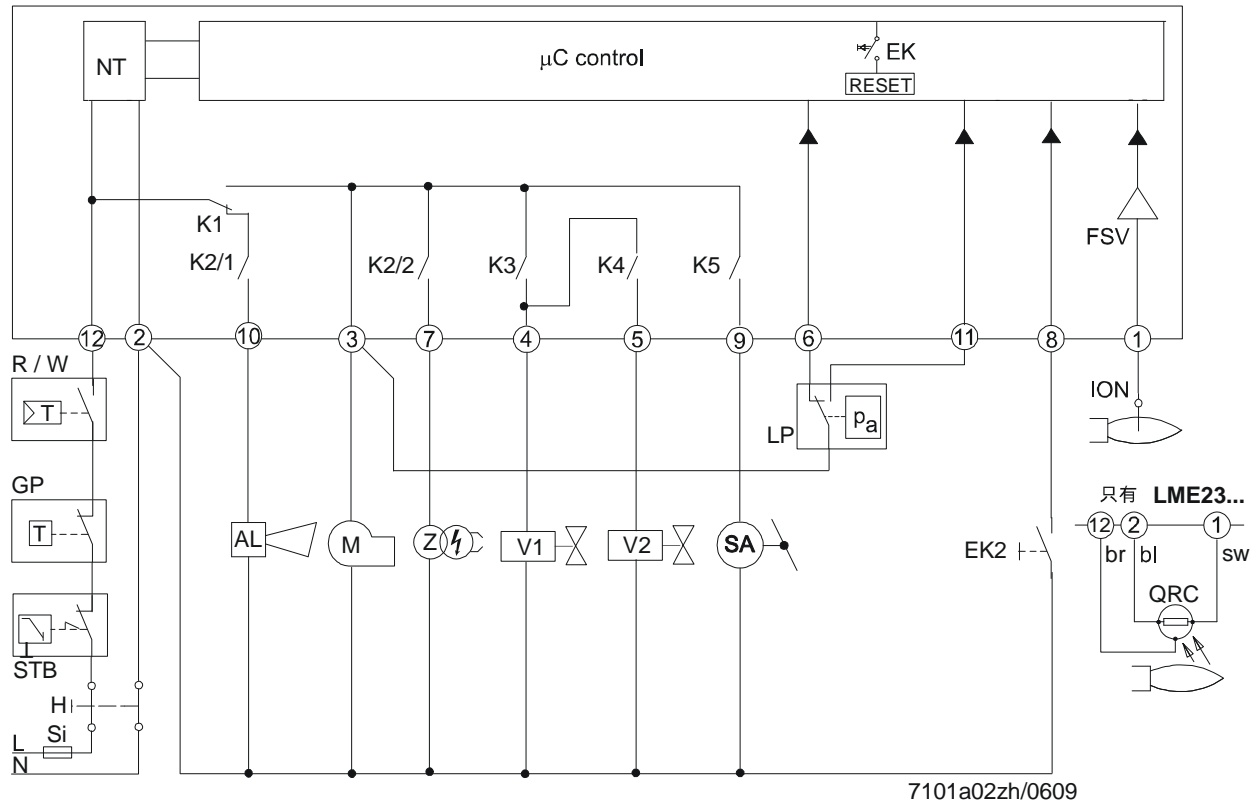 NT
µC control
EK
RESET
K1
K2/1
K2/2
K3
K4
K5
FSV
12
2
10
3
7
4
5
9
6
11
8
1
R / W
T
LP
pa
ION
GP
T
AL
M
Z
V1
V2
SA
EK2
只有 LME23...
12
2
1
br
bl
sw
QRC
STB
H
Si
L
N
7101a02zh/0609